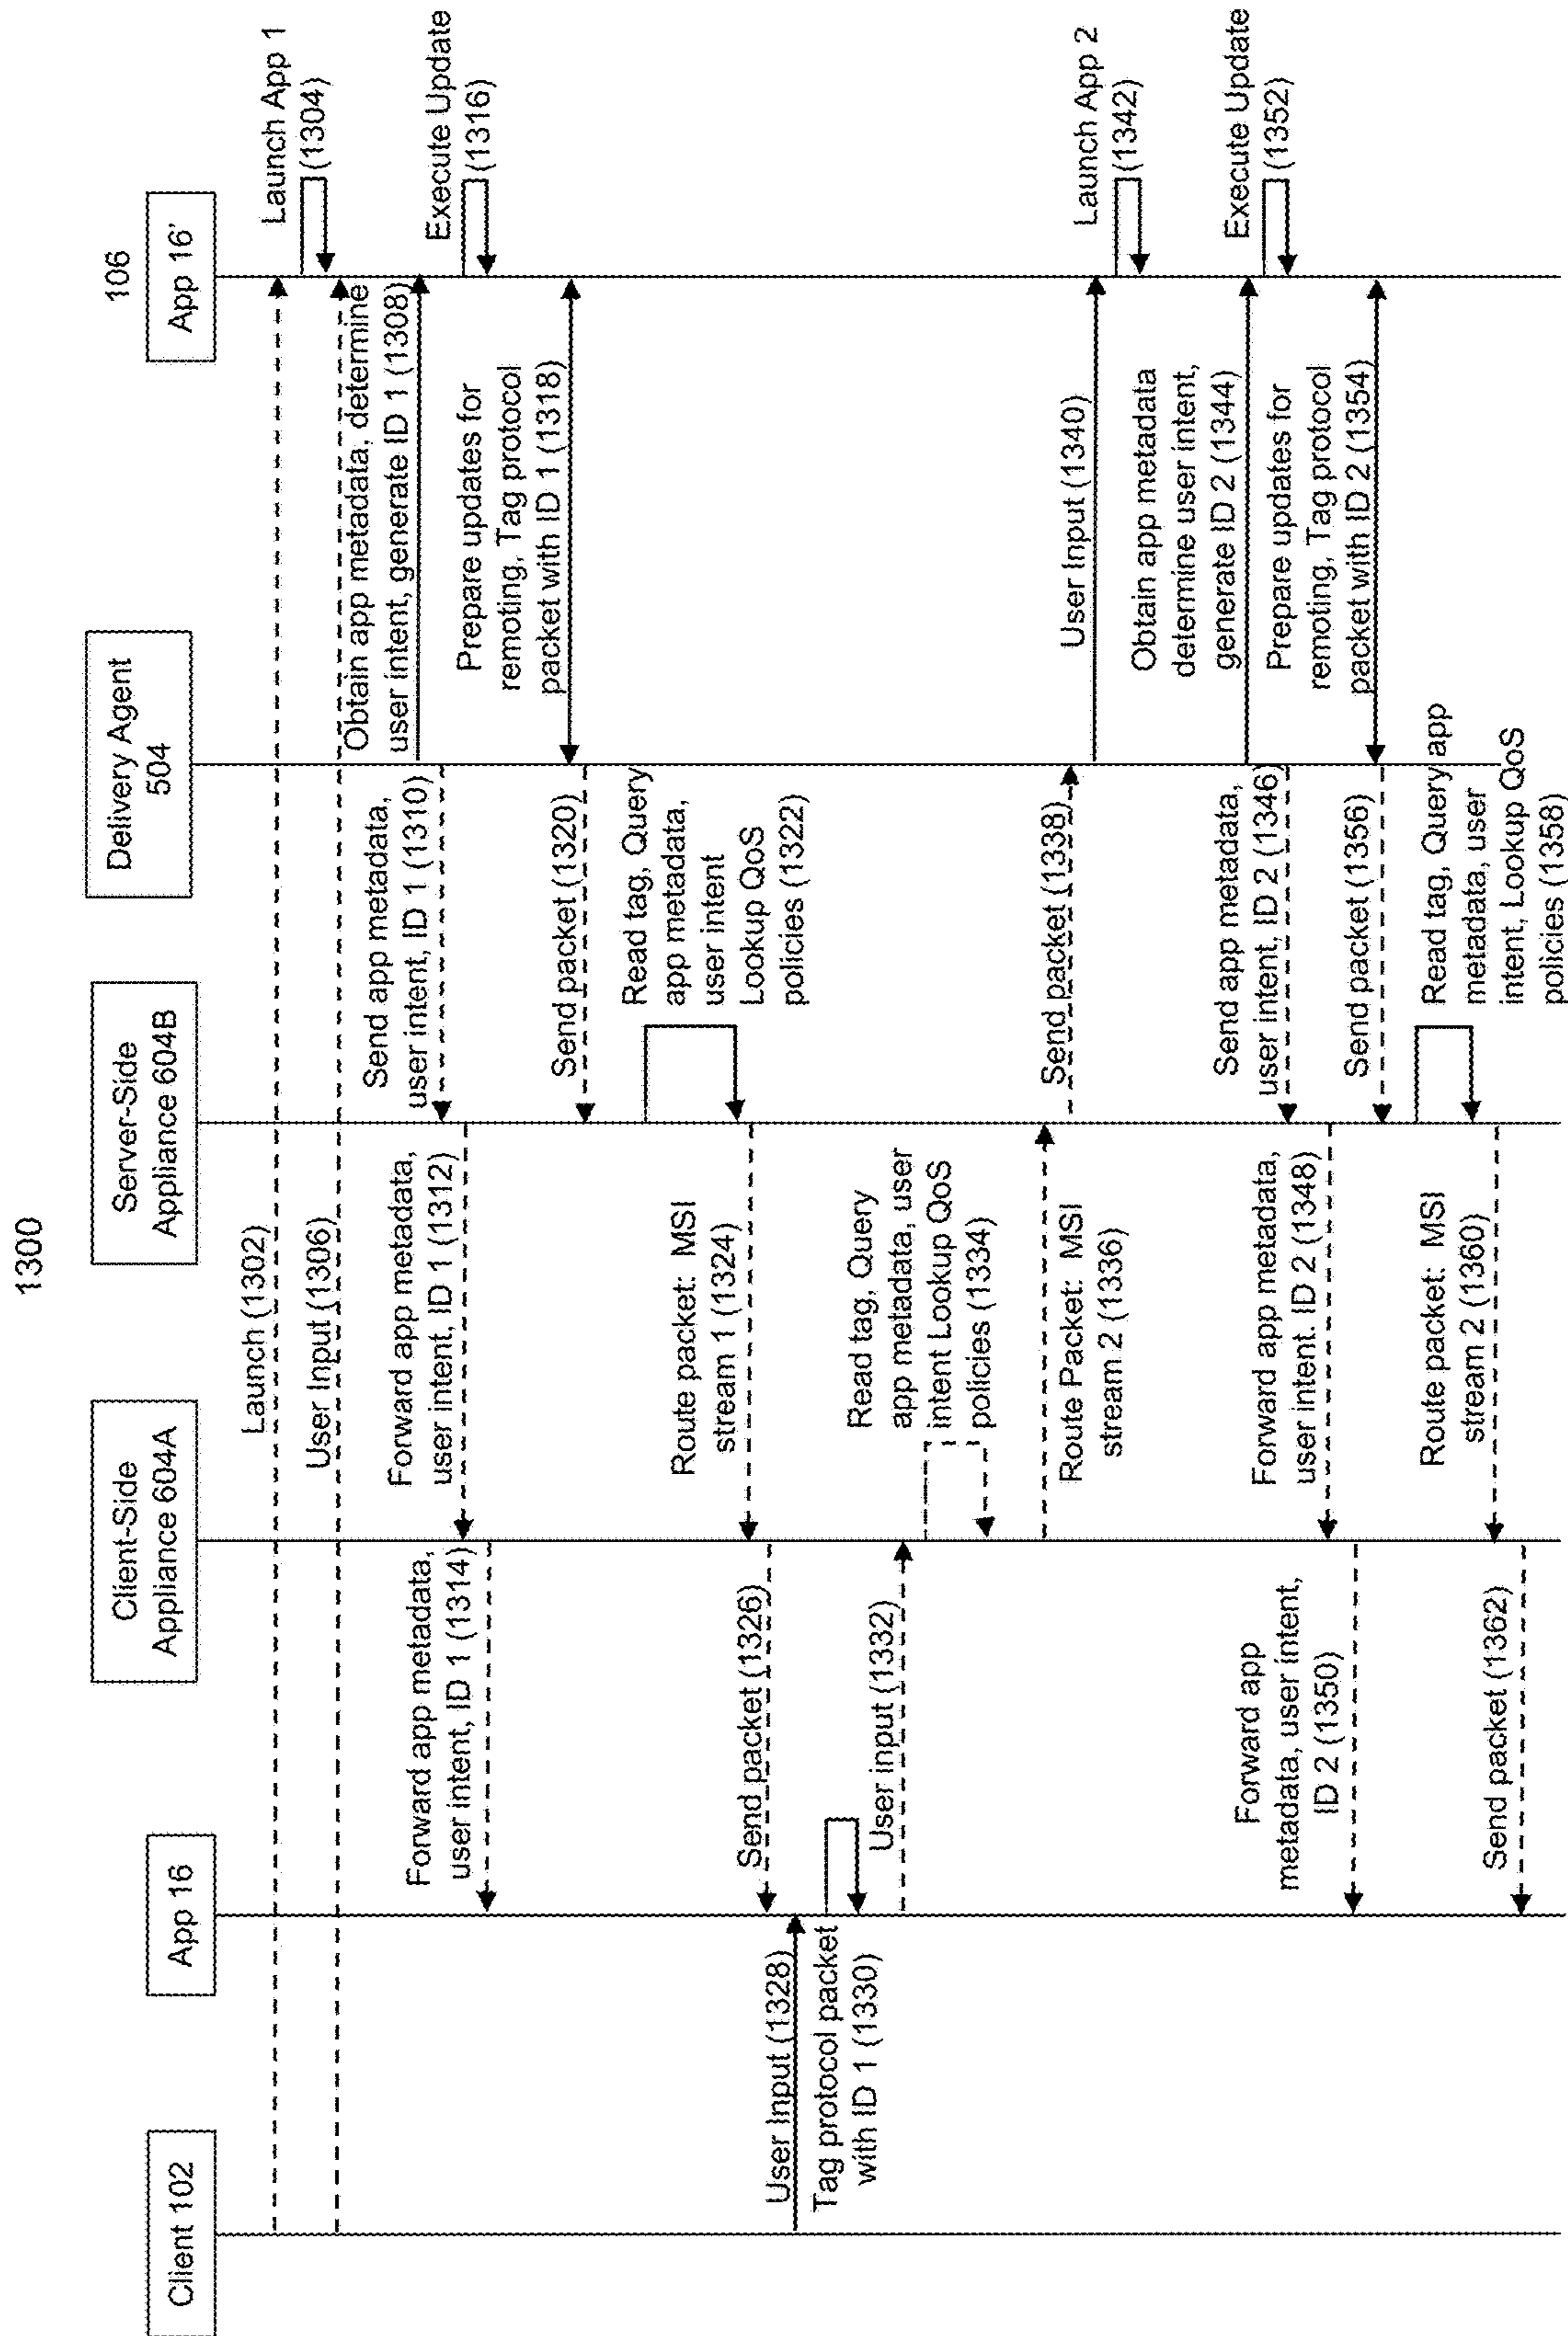 1300
Client 102
App 16
Client-Side
Appliance 604A
Server-Side
Appliance 604B
Delivery Agent
504
106
App 16'
Launch (1302)
Launch App 1
(1304)
User Input (1306)
Obtain app metadata, determine
user intent, generate ID 1 (1308)
Send app metadata,
user intent, ID 1 (1310)
Forward app metadata,
user intent, ID 1 (1312)
Forward app metadata,
user intent, ID 1 (1314)
Execute Update
(1316)
Prepare updates for
remoting, Tag protocol
packet with ID 1 (1318)
Send packet (1320)
Read tag, Query
app metadata,
user intent
Lookup QoS
policies (1322)
Route packet: MSI
stream 1 (1324)
Send packet (1326)
User Input (1328)
Tag protocol packet
with ID 1 (1330)
User input (1332)
Read tag, Query
app metadata, user
intent Lookup QoS
policies (1334)
Route Packet: MSI
stream 2 (1336)
Send packet (1338)
User Input (1340)
Launch App 2
(1342)
Obtain app metadata
determine user intent,
generate ID 2 (1344)
Send app metadata,
user intent, ID 2 (1346)
Forward app metadata,
user intent. ID 2 (1348)
Forward app
metadata, user intent,
ID 2 (1350)
Execute Update
(1352)
Prepare updates for
remoting, Tag protocol
packet with ID 2 (1354)
Send packet (1356)
Read tag, Query app
metadata, user
intent, Lookup QoS
policies (1358)
Route packet: MSI
stream 2 (1360)
Send packet (1362)